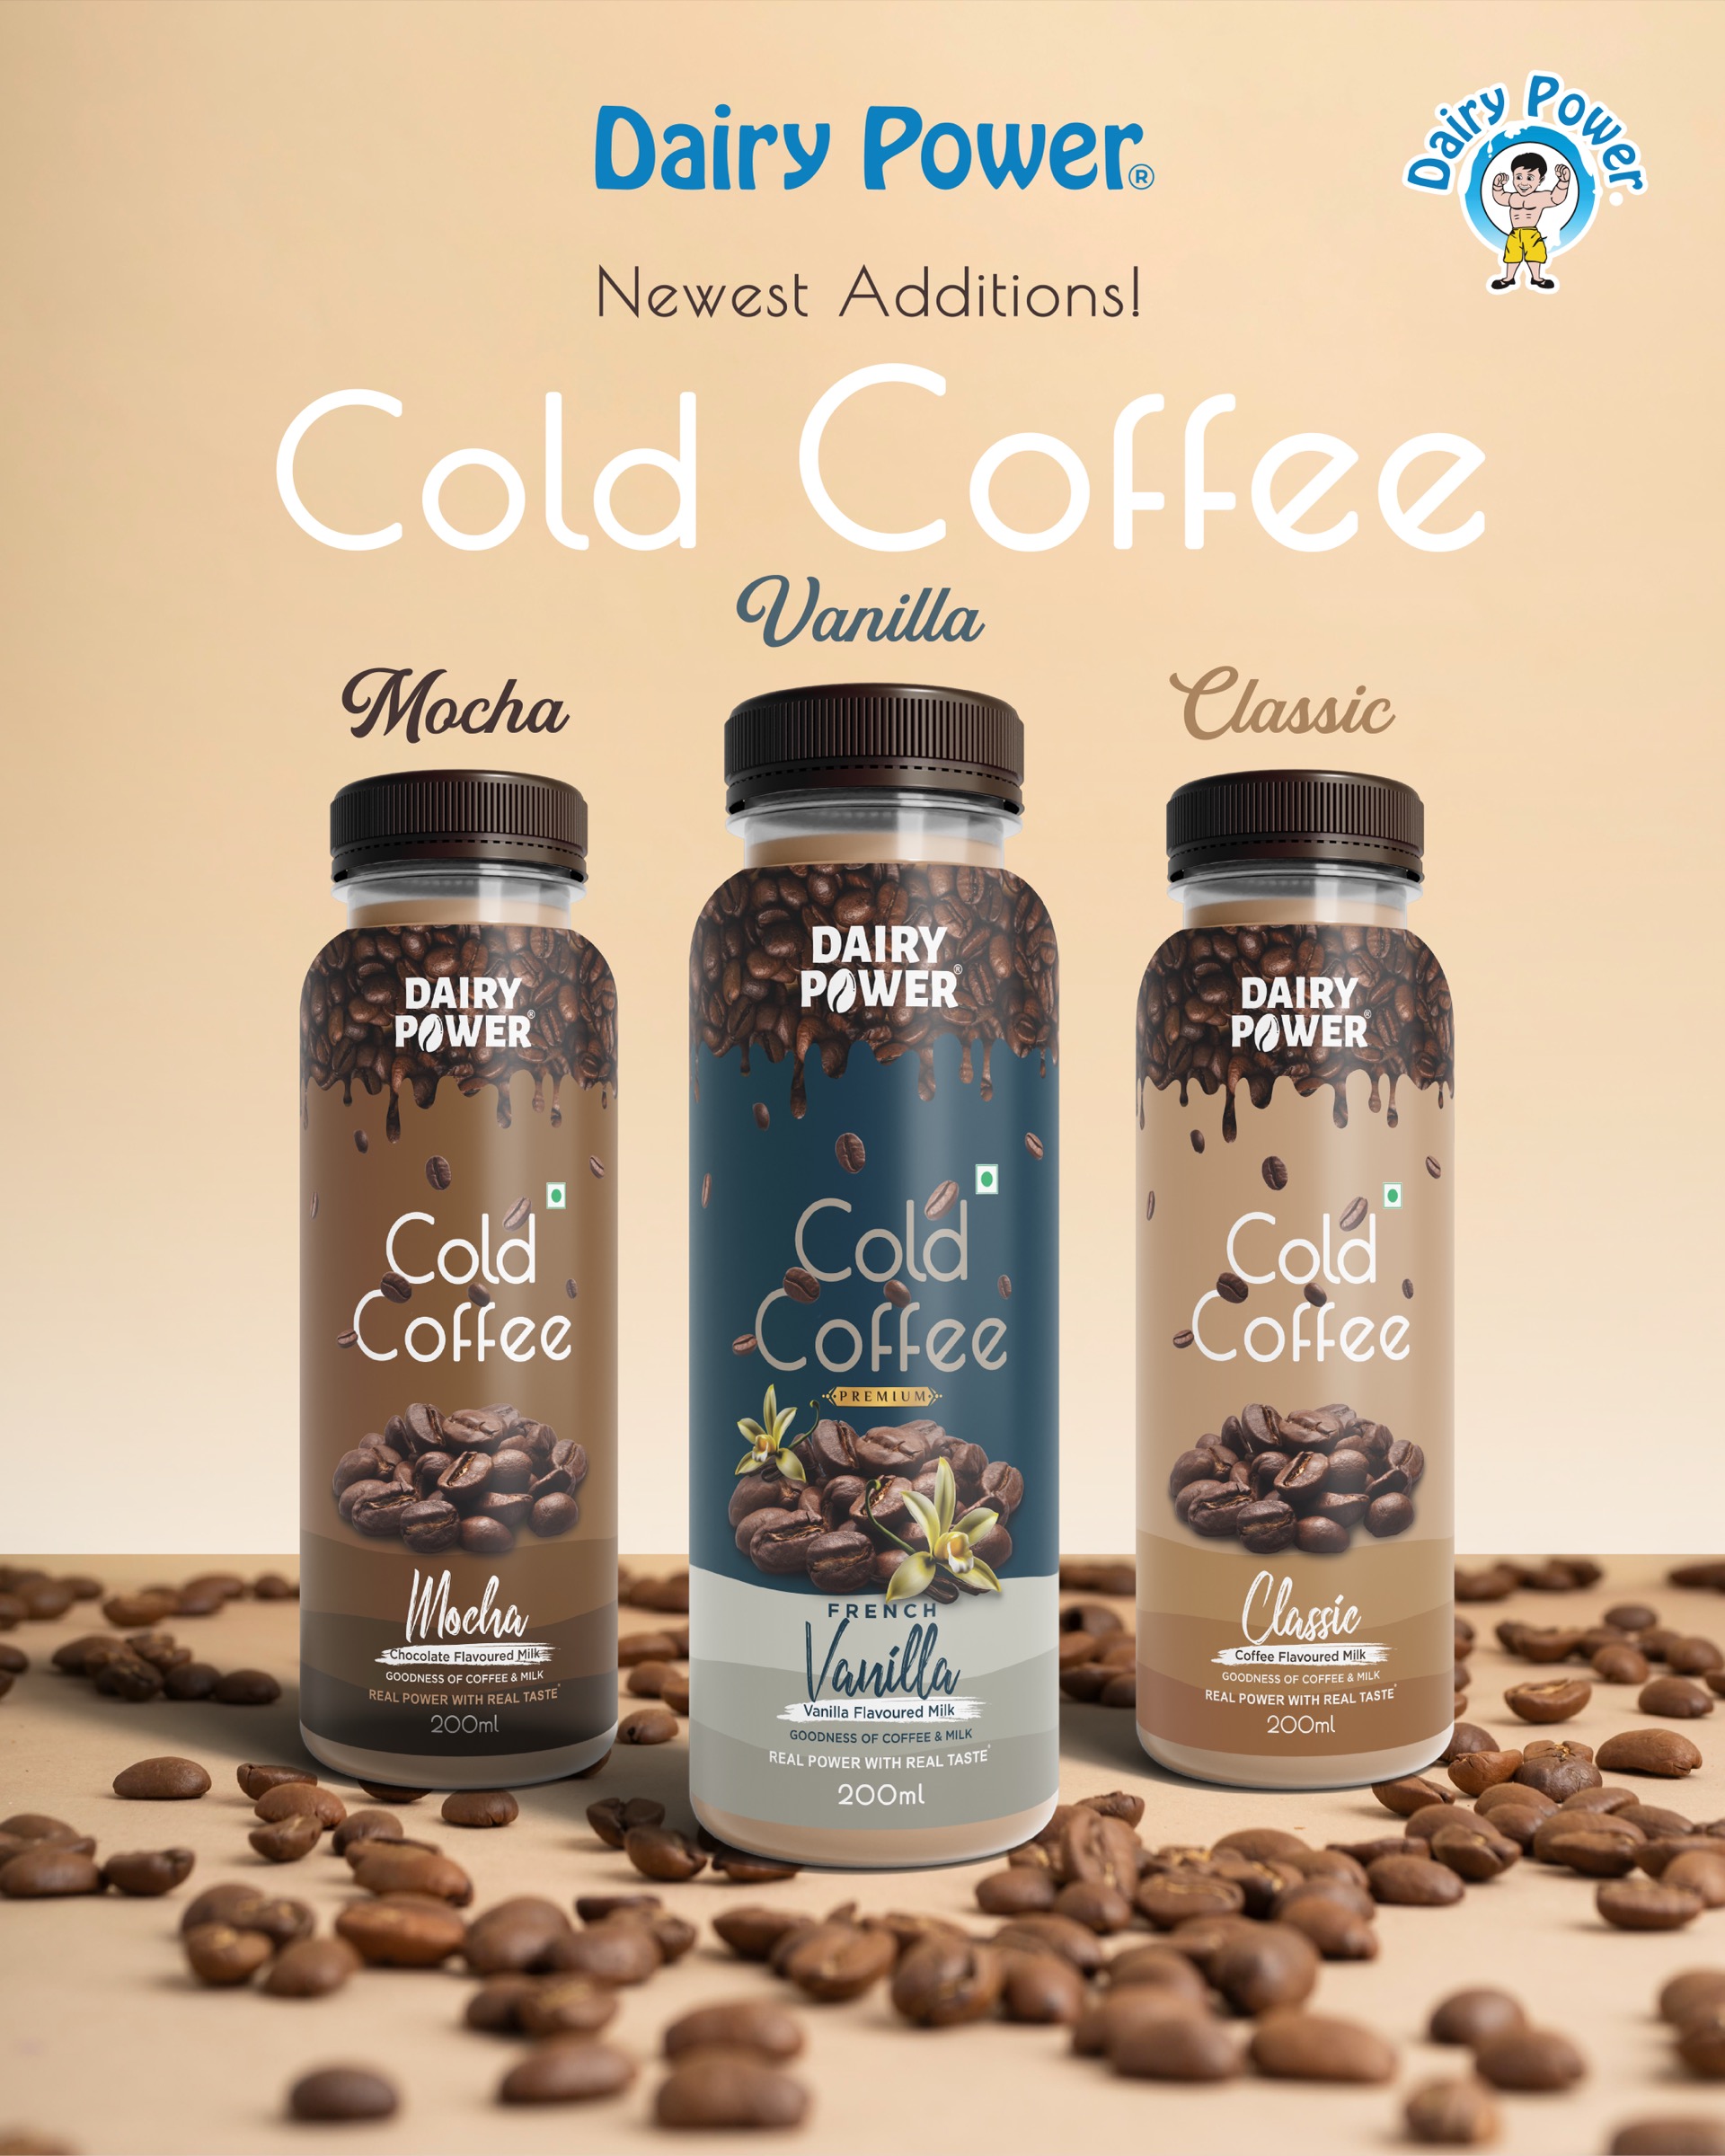 Dairy Power®
Dairy Power
Newest Additions!
Cold Coffee
Vanilla
Mocha
Classic
DAIRY
POWER®
Cold
Coffee
Mocha
Chocolate Flavoured Milk
GOODNESS OF COFFEE & MILK
REAL POWER WITH REAL TASTE
200ml
DAIRY
POWER®
Cold
Coffee
PREMIUM
FRENCH
Vanilla
Vanilla Flavoured Milk
GOODNESS OF COFFEE & MILK
REAL POWER WITH REAL TASTE
200ml
DAIRY
POWER®
Cold
Coffee
Classic
Coffee Flavoured Milk
GOODNESS OF COFFEE & MILK
REAL POWER WITH REAL TASTE
200ml